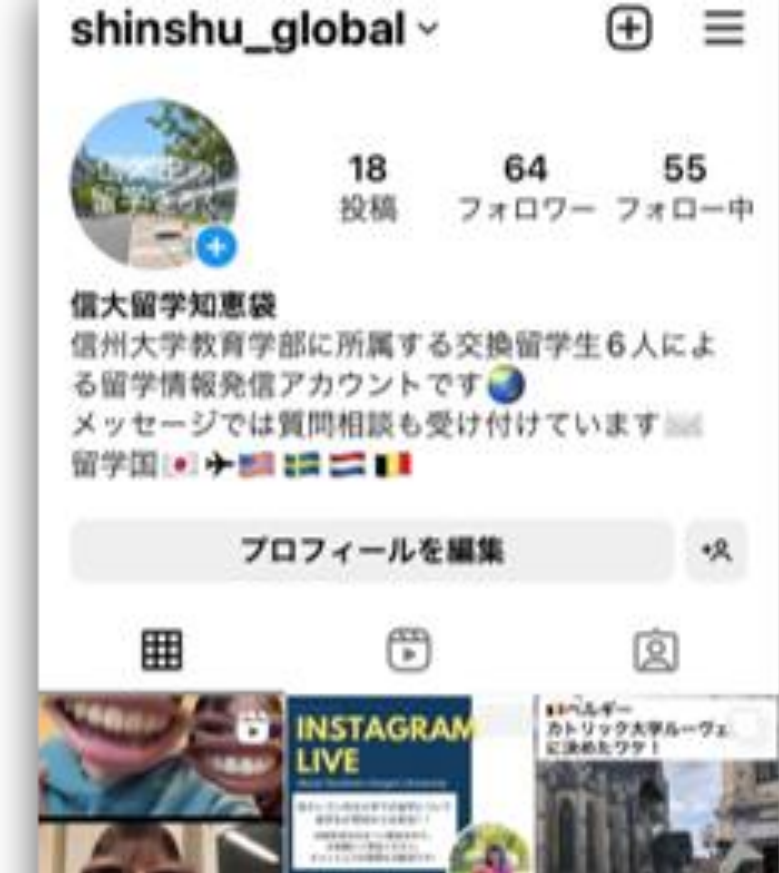 shinshu_global
18
64
55
投稿
フォロワー
フォロー中
信大留学知恵袋
信州大学教育学部に所属する交換留学生6人によ
る留学情報発信アカウントです🌏
メッセージでは質問相談も受け付けています✉️
留学国🇯🇵✈🇺🇸🇸🇪🇳🇱🇧🇪
プロフィールを編集
INSTAGRAM
LIVE
🇧🇪ベルギー
カトリック大学ルーヴェ
に決めたワケ！